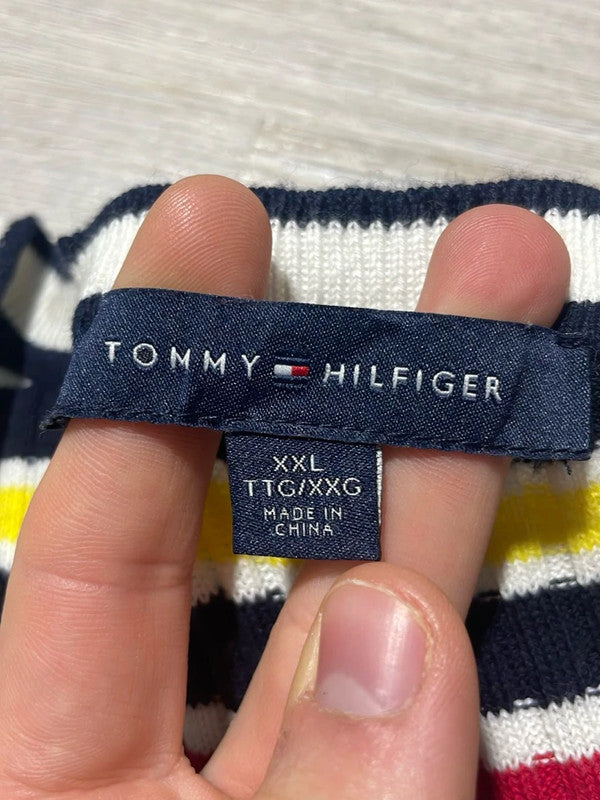 TOMMY HILFIGER
XXL
TTG/XXG
MADE IN
CHINA